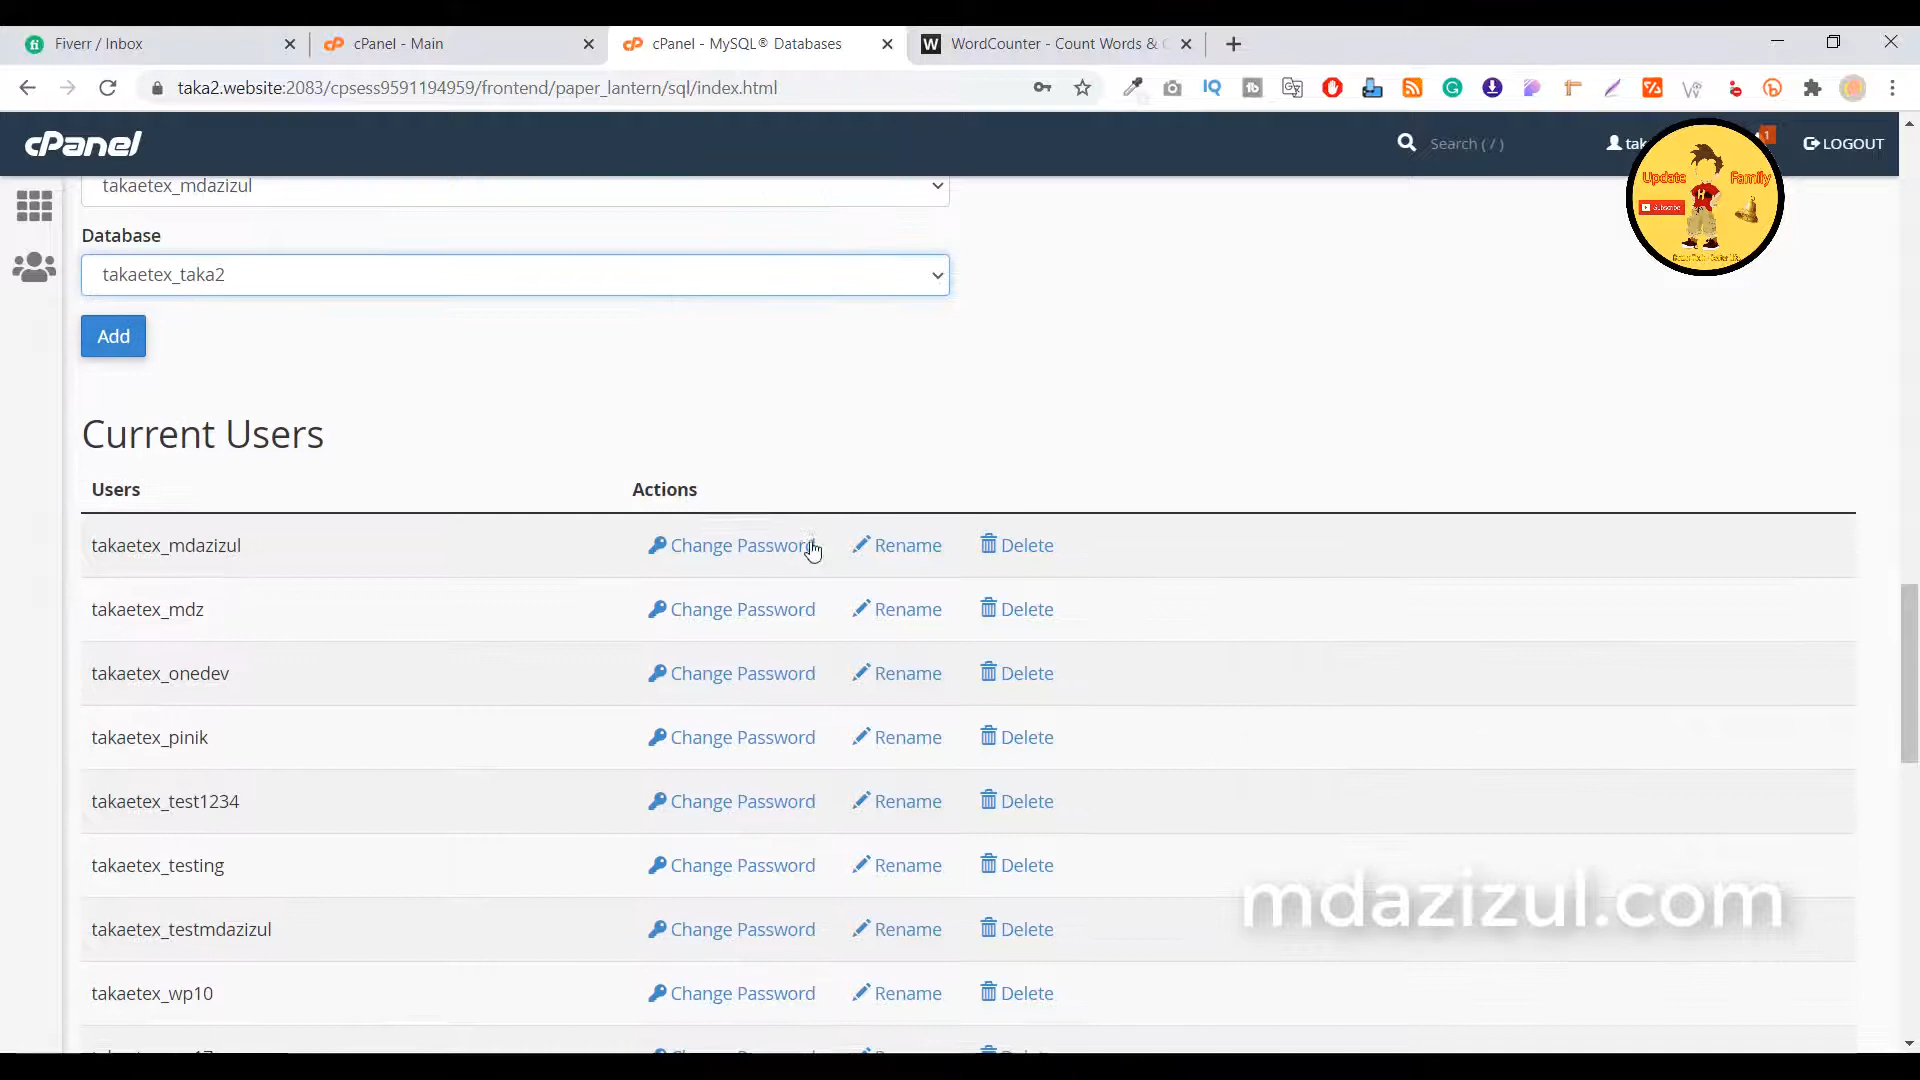 Fiverr / Inbox
cPanel - Main
cPanel - MySQL® Databases
WordCounter - Count Words &
taka2.website:2083/cpsess9591194959/frontend/paper_lantern/sql/index.html
cPanel
Search ( / )
tak
1
LOGOUT
Update Family
Subscribe
takaetex_mdazizul
Database
takaetex_taka2
Add
Current Users
Users Actions
takaetex_mdazizul Change Password Rename Delete
takaetex_mdz Change Password Rename Delete
takaetex_onedev Change Password Rename Delete
takaetex_pinik Change Password Rename Delete
takaetex_test1234 Change Password Rename Delete
takaetex_testing Change Password Rename Delete
takaetex_testmdazizul Change Password Rename Delete
takaetex_wp10 Change Password Rename Delete
mdazizul.com